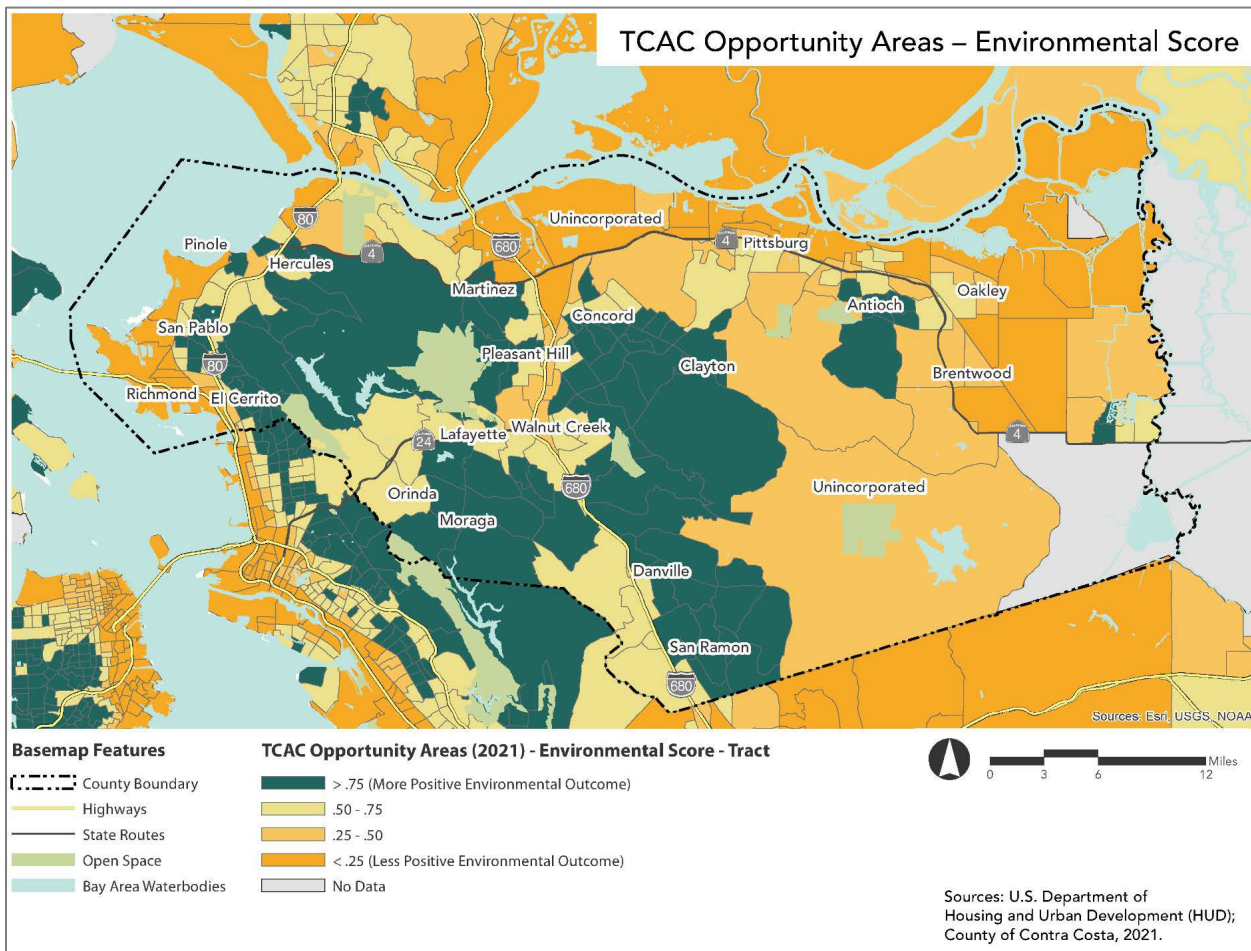 TCAC Opportunity Areas – Environmental Score
80
Unincorporated
Pinole
680
4
Pittsburg
4
Hercules
Martinez
Oakley
Antioch
Concord
San Pablo
Pleasant Hill
80
Clayton
Brentwood
Richmond
El Cerrito
Walnut Creek
Lafayette
24
4
Orinda
680
Unincorporated
Moraga
Danville
San Ramon
680
Sources: Esri, USGS, NOAA
Basemap Features
County Boundary
Highways
State Routes
Open Space
Bay Area Waterbodies
TCAC Opportunity Areas (2021) - Environmental Score - Tract
> .75 (More Positive Environmental Outcome)
.50 - .75
.25 - .50
< .25 (Less Positive Environmental Outcome)
No Data
Miles
0 3 6 12
Sources: U.S. Department of
Housing and Urban Development (HUD);
County of Contra Costa, 2021.